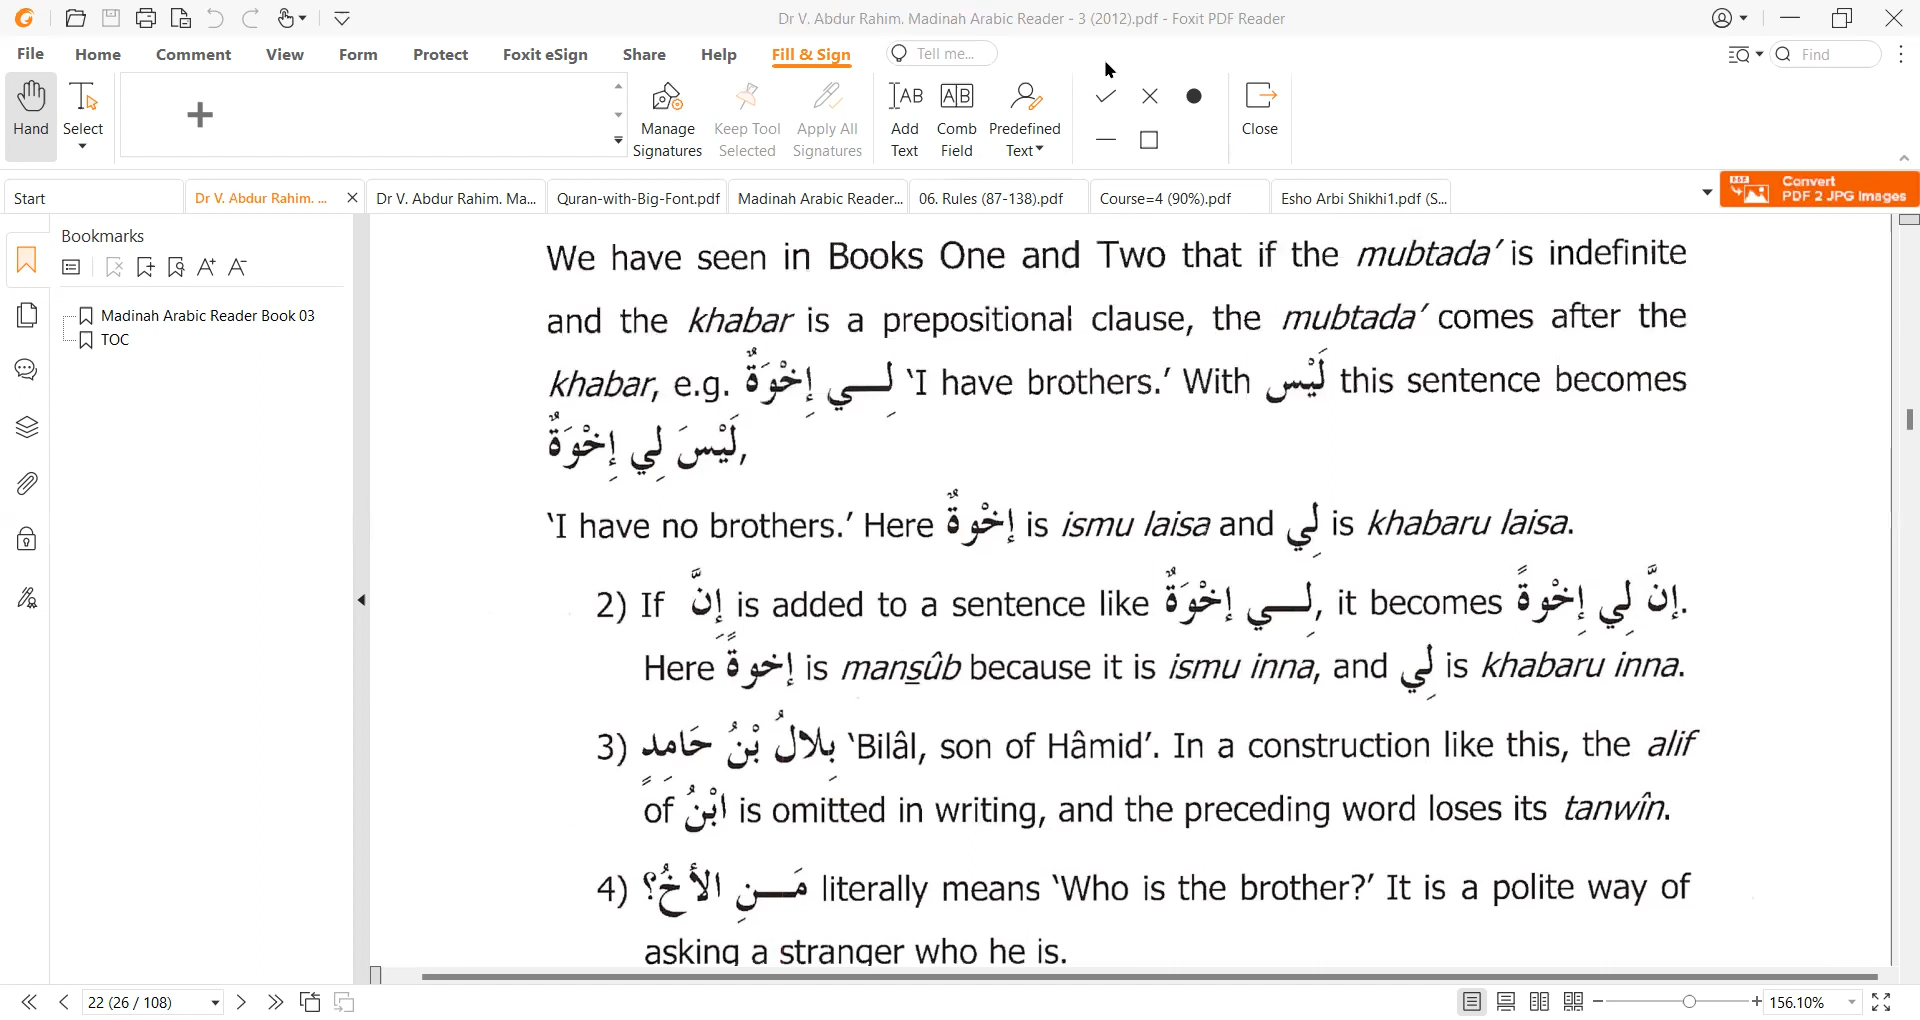 Dr V. Abdur Rahim. Madinah Arabic Reader - 3 (2012).pdf - Foxit PDF Reader
File Home Comment View Form Protect Foxit eSign Share Help Fill & Sign Tell me... Find
Hand Select Manage Signatures Keep Tool Selected Apply All Signatures Add Text Comb Field Predefined Text Close
Start Dr V. Abdur Rahim. ... Dr V. Abdur Rahim. Ma... Quran-with-Big-Font.pdf Madinah Arabic Reader... 06. Rules (87-138).pdf Course=4 (90%).pdf Esho Arbi Shikhi1.pdf (S... Convert PDF 2 JPG Images
Bookmarks
Madinah Arabic Reader Book 03
TOC
We have seen in Books One and Two that if the mubtada’ is indefinite
and the khabar is a prepositional clause, the mubtada’ comes after the
khabar, e.g. لِي إِخْوَةٌ ‘I have brothers.’ With لَيْسَ this sentence becomes
لَيْسَ لِي إِخْوَةٌ,
‘I have no brothers.’ Here إِخْوةٌ is ismu laisa and لِي is khabaru laisa.
2) If إِنَّ is added to a sentence like لِي إِخْوَةٌ, it becomes إِنَّ لِي إِخْوةً.
Here إِخوةً is mansûb because it is ismu inna, and لِي is khabaru inna.
3) بِلالُ بْنُ حَامِدٍ ‘Bilâl, son of Hâmid’. In a construction like this, the alif
of ابْنُ is omitted in writing, and the preceding word loses its tanwîn.
4) مَنِ الأَخُ؟ literally means ‘Who is the brother?’ It is a polite way of
asking a stranger who he is.
22 (26 / 108) 156.10%